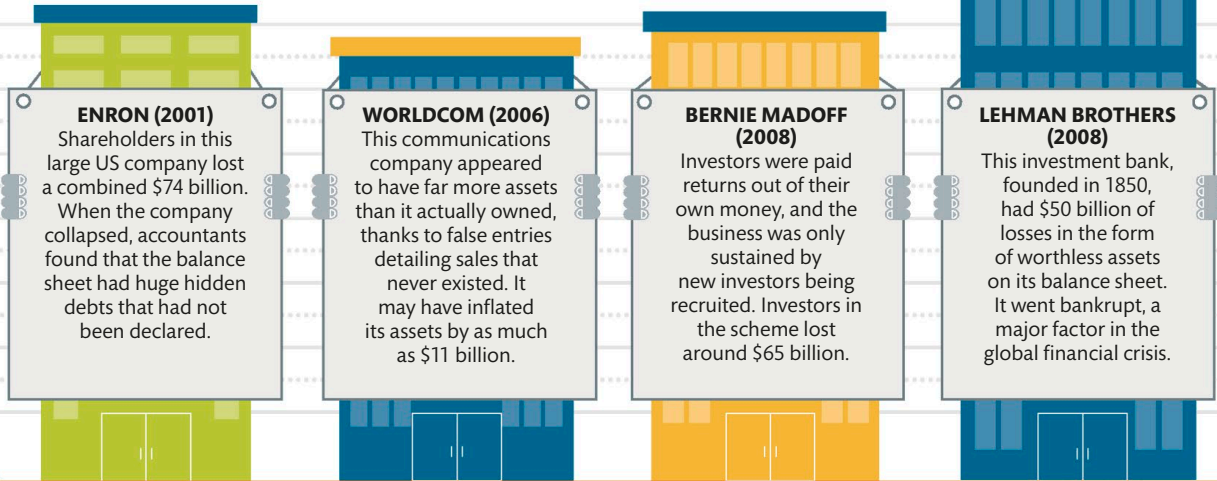 ENRON (2001)
Shareholders in this
large US company lost
a combined $74 billion.
When the company
collapsed, accountants
found that the balance
sheet had huge hidden
debts that had not
been declared.
WORLDCOM (2006)
This communications
company appeared
to have far more assets
than it actually owned,
thanks to false entries
detailing sales that
never existed. It
may have inflated
its assets by as much
as $11 billion.
BERNIE MADOFF
(2008)
Investors were paid
returns out of their
own money, and the
business was only
sustained by
new investors being
recruited. Investors in
the scheme lost
around $65 billion.
LEHMAN BROTHERS
(2008)
This investment bank,
founded in 1850,
had $50 billion of
losses in the form
of worthless assets
on its balance sheet.
It went bankrupt, a
major factor in the
global financial crisis.